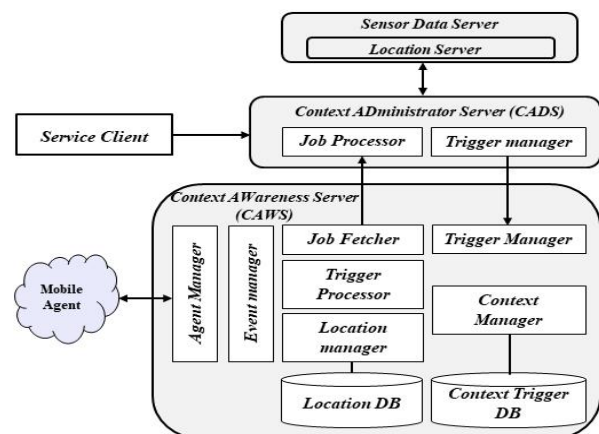 Sensor Data Server
Location Server
Context ADministrator Server (CADS)
Service Client
Job Processor
Trigger manager
Context AWareness Server
(CAWS)
Agent Manager
Event manager
Job Fetcher
Trigger Manager
Trigger
Processor
Mobile
Agent
Context
Manager
Location
manager
Location DB
Context Trigger
DB